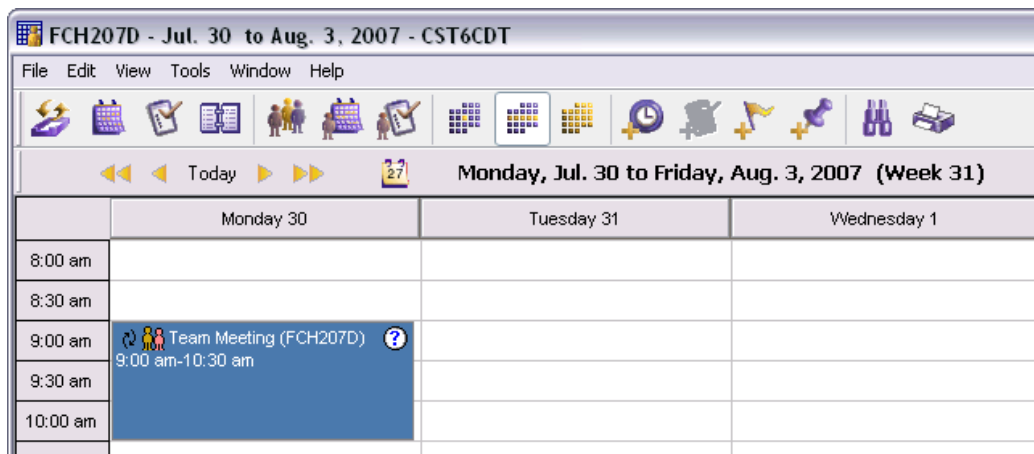 FCH207D - Jul. 30 to Aug. 3, 2007 - CST6CDT
File Edit View Tools Window Help
Today 27 Monday, Jul. 30 to Friday, Aug. 3, 2007 (Week 31)
Monday 30 Tuesday 31 Wednesday 1
8:00 am
8:30 am
9:00 am Team Meeting (FCH207D) ?
9:00 am-10:30 am
9:30 am
10:00 am